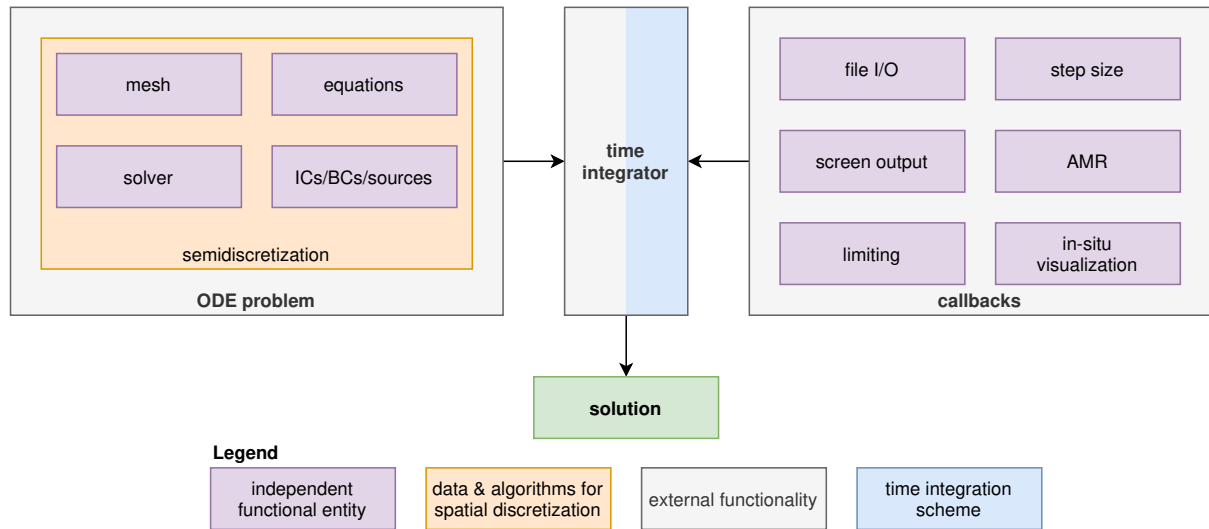 mesh
equations
solver
ICs/BCs/sources
semidiscretization
ODE problem
time
integrator
file I/O
step size
screen output
AMR
limiting
in-situ
visualization
callbacks
solution
Legend
independent
functional entity
data & algorithms for
spatial discretization
external functionality
time integration
scheme